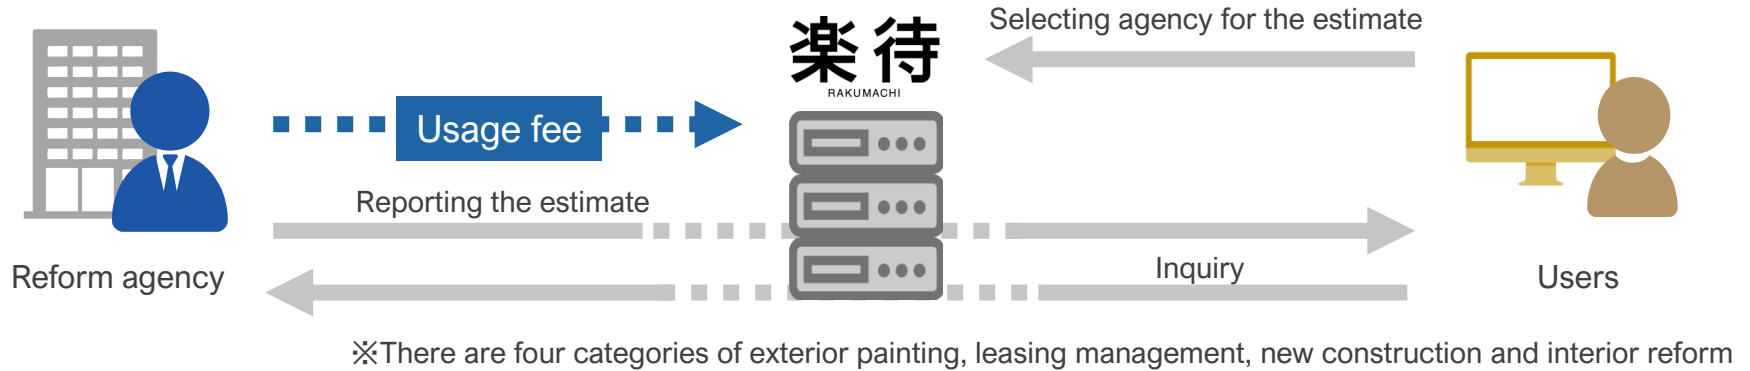 Selecting agency for the estimate
楽待
RAKUMACHI
Usage fee
Reporting the estimate
Inquiry
Reform agency
Users
※There are four categories of exterior painting, leasing management, new construction and interior reform